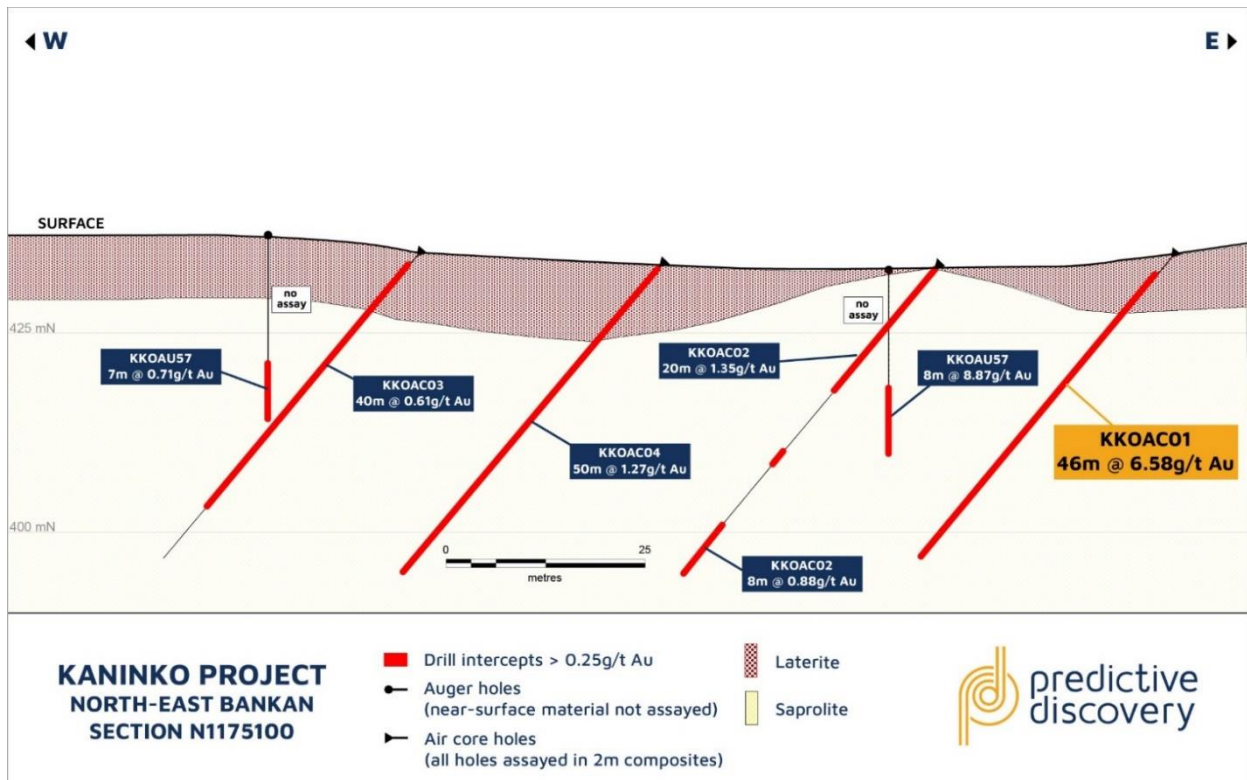 W
E
SURFACE
no
assay
no
assay
425 mN
KKOAU57
7m @ 0.71g/t Au
KKOAC03
40m @ 0.61g/t Au
KKOAC02
20m @ 1.35g/t Au
KKOAU57
8m @ 8.87g/t Au
KKOAC01
46m @ 6.58g/t Au
KKOAC04
50m @ 1.27g/t Au
400 mN
0
25
metres
KKOAC02
8m @ 0.88g/t Au
KANINKO PROJECT
NORTH-EAST BANKAN
SECTION N1175100
Drill intercepts > 0.25g/t Au
Auger holes
(near-surface material not assayed)
Air core holes
(all holes assayed in 2m composites)
Laterite
Saprolite
predictive
discovery